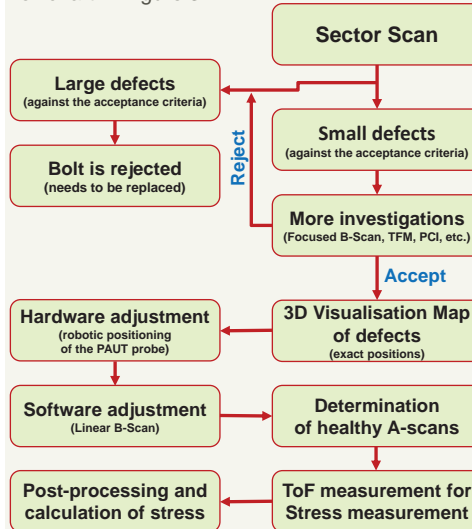 Sector Scan
Large defects
(against the acceptance criteria)
Small defects
(against the acceptance criteria)
Reject
Bolt is rejected
(needs to be replaced)
More investigations
(Focused B-Scan, TFM, PCI, etc.)
Accept
Hardware adjustment
(robotic positioning
of the PAUT probe)
3D Visualisation Map
of defects
(exact positions)
Software adjustment
(Linear B-Scan)
Determination
of healthy A-scans
Post-processing and
calculation of stress
ToF measurement for
Stress measurement